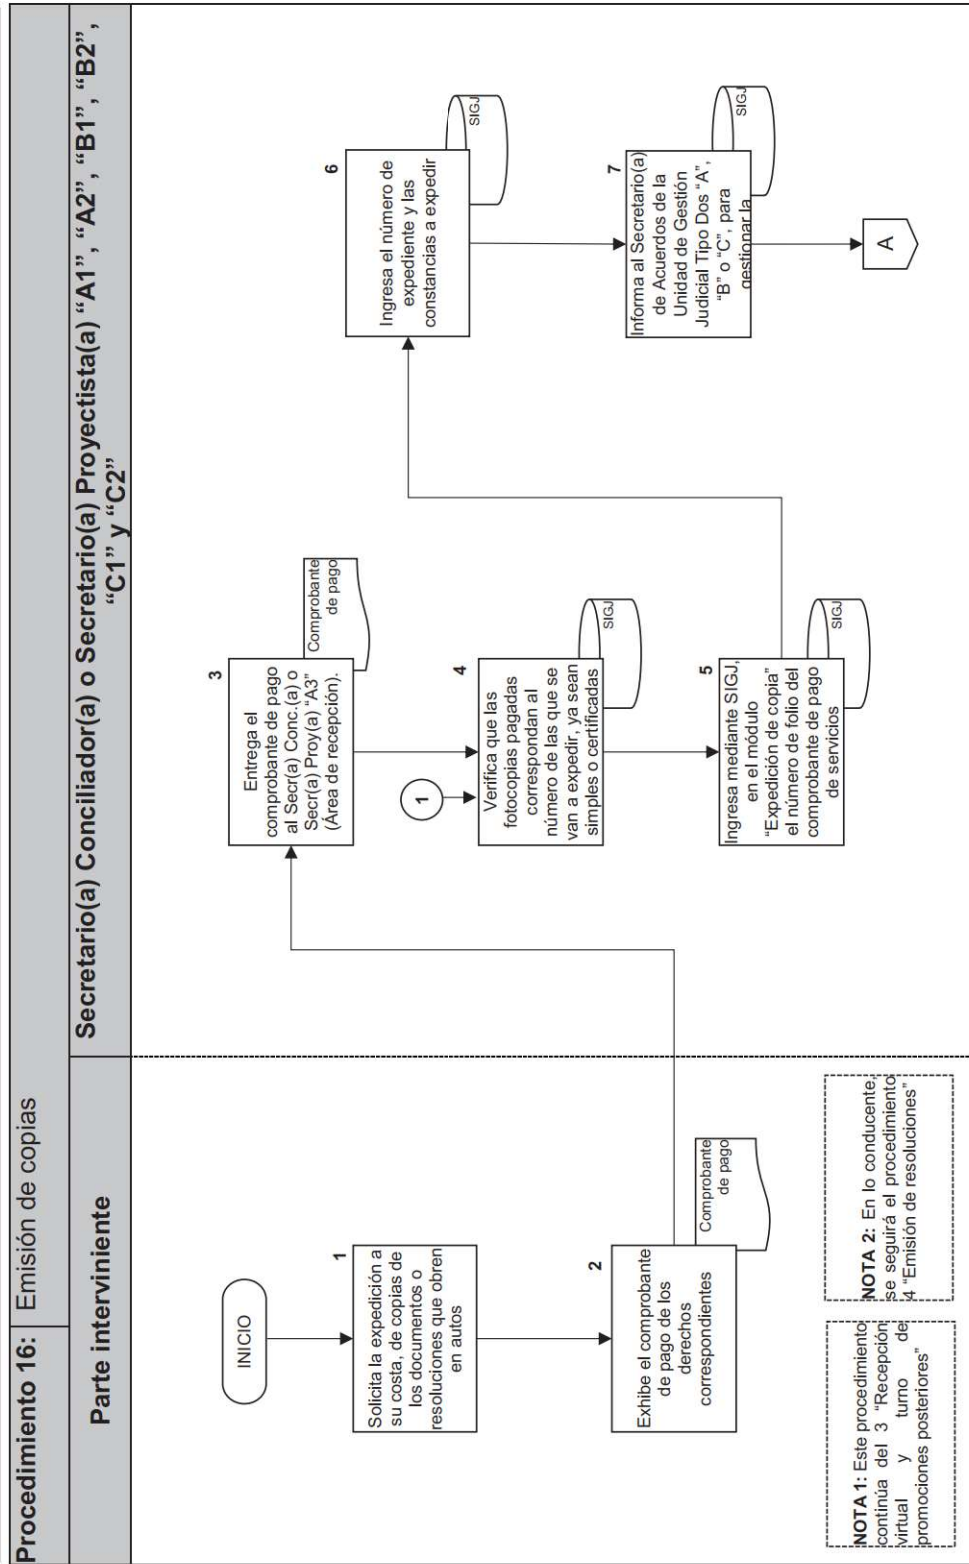 Procedimiento 16:
Emisión de copias
Parte interviniente
Secretario(a) Conciliador(a) o Secretario(a) Proyectista(a) “A1”, “A2”, “B1”, “B2”,
“C1” y “C2”
INICIO
1
Solicita la expedición a
su costa, de copias de
los documentos o
resoluciones que obren
en autos
2
Exhibe el comprobante
de pago de los
derechos
correspondientes
Comprobante
de pago
NOTA 1: Este procedimiento
continúa del 3 “Recepción
virtual y turno de
promociones posteriores”
NOTA 2: En lo conducente,
se seguirá el procedimiento
4 “Emisión de resoluciones”
3
Entrega el
comprobante de pago
al Secr(a) Conc.(a) o
Secr(a) Proy(a) “A3”
(Área de recepción).
Comprobante
de pago
1
4
Verifica que las
fotocopias pagadas
correspondan al
número de las que se
van a expedir, ya sean
simples o certificadas
SIGJ
5
Ingresa mediante SIGJ,
en el módulo
“Expedición de copia”
el número de folio del
comprobante de pago
de servicios
SIGJ
6
Ingresa el número de
expediente y las
constancias a expedir
SIGJ
7
Informa al Secretario(a)
de Acuerdos de la
Unidad de Gestión
Judicial Tipo Dos “A”,
“B” o “C”, para
gestionar la
SIGJ
A